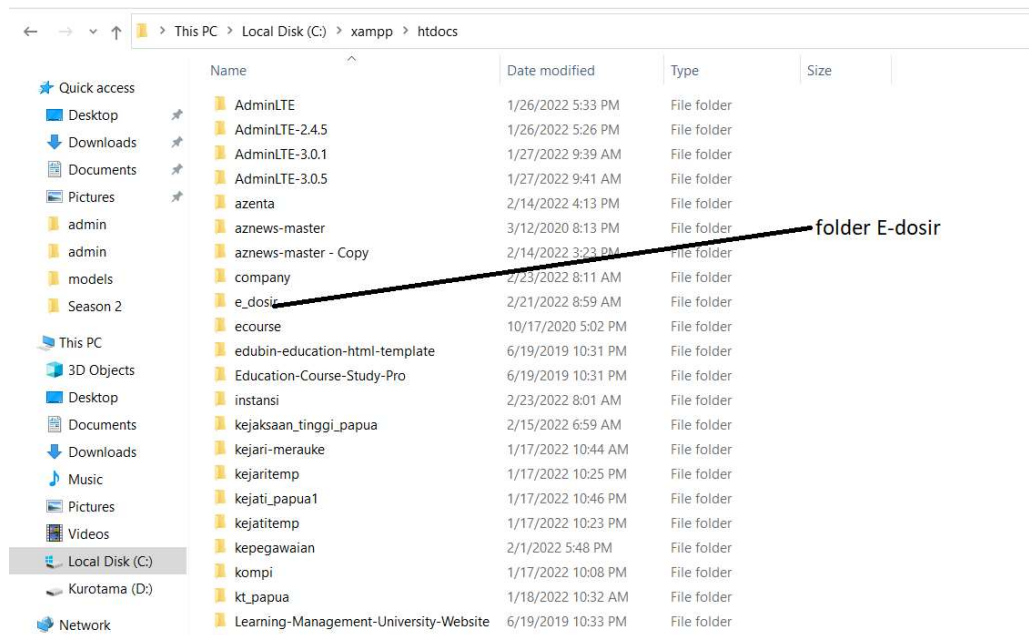 This PC > Local Disk (C:) > xampp > htdocs
Name Date modified Type Size
Quick access
Desktop
Downloads
Documents
Pictures
admin
admin
models
Season 2
This PC
3D Objects
Desktop
Documents
Downloads
Music
Pictures
Videos
Local Disk (C:)
Kurotama (D:)
Network
AdminLTE 1/26/2022 5:33 PM File folder
AdminLTE-2.4.5 1/26/2022 5:26 PM File folder
AdminLTE-3.0.1 1/27/2022 9:39 AM File folder
AdminLTE-3.0.5 1/27/2022 9:41 AM File folder
azenta 2/14/2022 4:13 PM File folder
aznews-master 3/12/2020 8:13 PM File folder
aznews-master - Copy 2/14/2022 3:23 PM File folder
company 2/23/2022 8:11 AM File folder
e_dosir 2/21/2022 8:59 AM File folder
ecourse 10/17/2020 5:02 PM File folder
edubin-education-html-template 6/19/2019 10:31 PM File folder
Education-Course-Study-Pro 6/19/2019 10:31 PM File folder
instansi 2/23/2022 8:01 AM File folder
kejaksaan_tinggi_papua 2/15/2022 6:59 AM File folder
kejari-merauke 1/17/2022 10:44 AM File folder
kejaritemp 1/17/2022 10:25 PM File folder
kejati_papua1 1/17/2022 10:46 PM File folder
kejatitemp 1/17/2022 10:23 PM File folder
kepegawaian 2/1/2022 5:48 PM File folder
kompi 1/17/2022 10:08 PM File folder
kt_papua 1/18/2022 10:32 AM File folder
Learning-Management-University-Website 6/19/2019 10:33 PM File folder
folder E-dosir